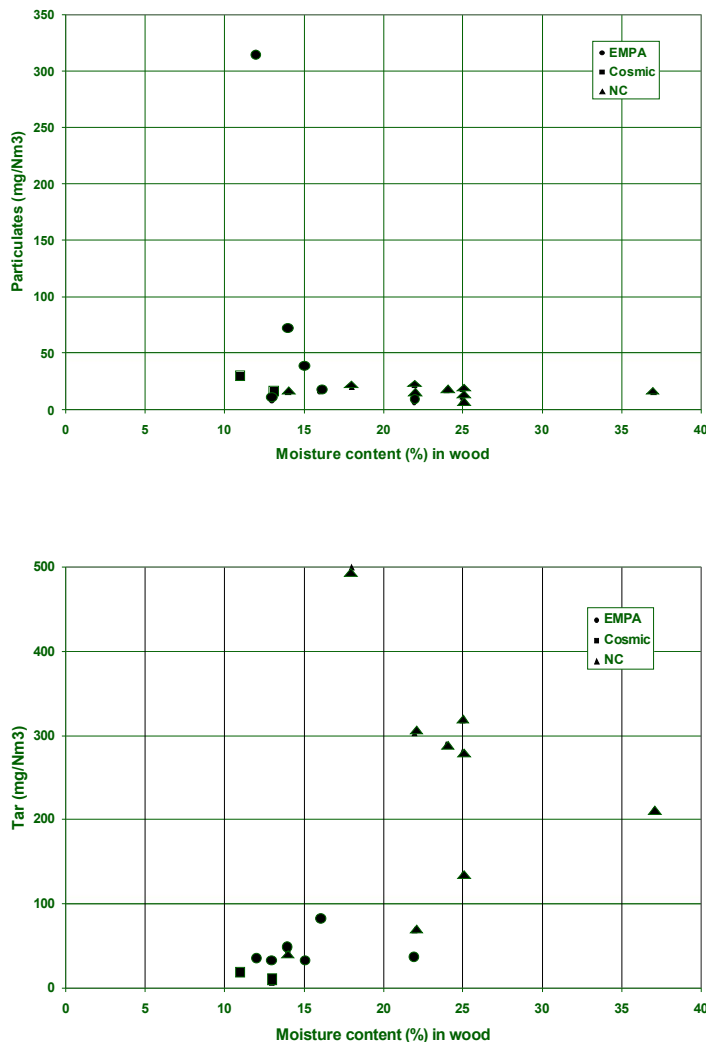 350
300
250
200
150
100
50
0
Particulates (mg/Nm3)
EMPA
Cosmic
NC
0 5 10 15 20 25 30 35 40
Moisture content (%) in wood
500
400
300
200
100
0
Tar (mg/Nm3)
EMPA
Cosmic
NC
0 5 10 15 20 25 30 35 40
Moisture content (%) in wood